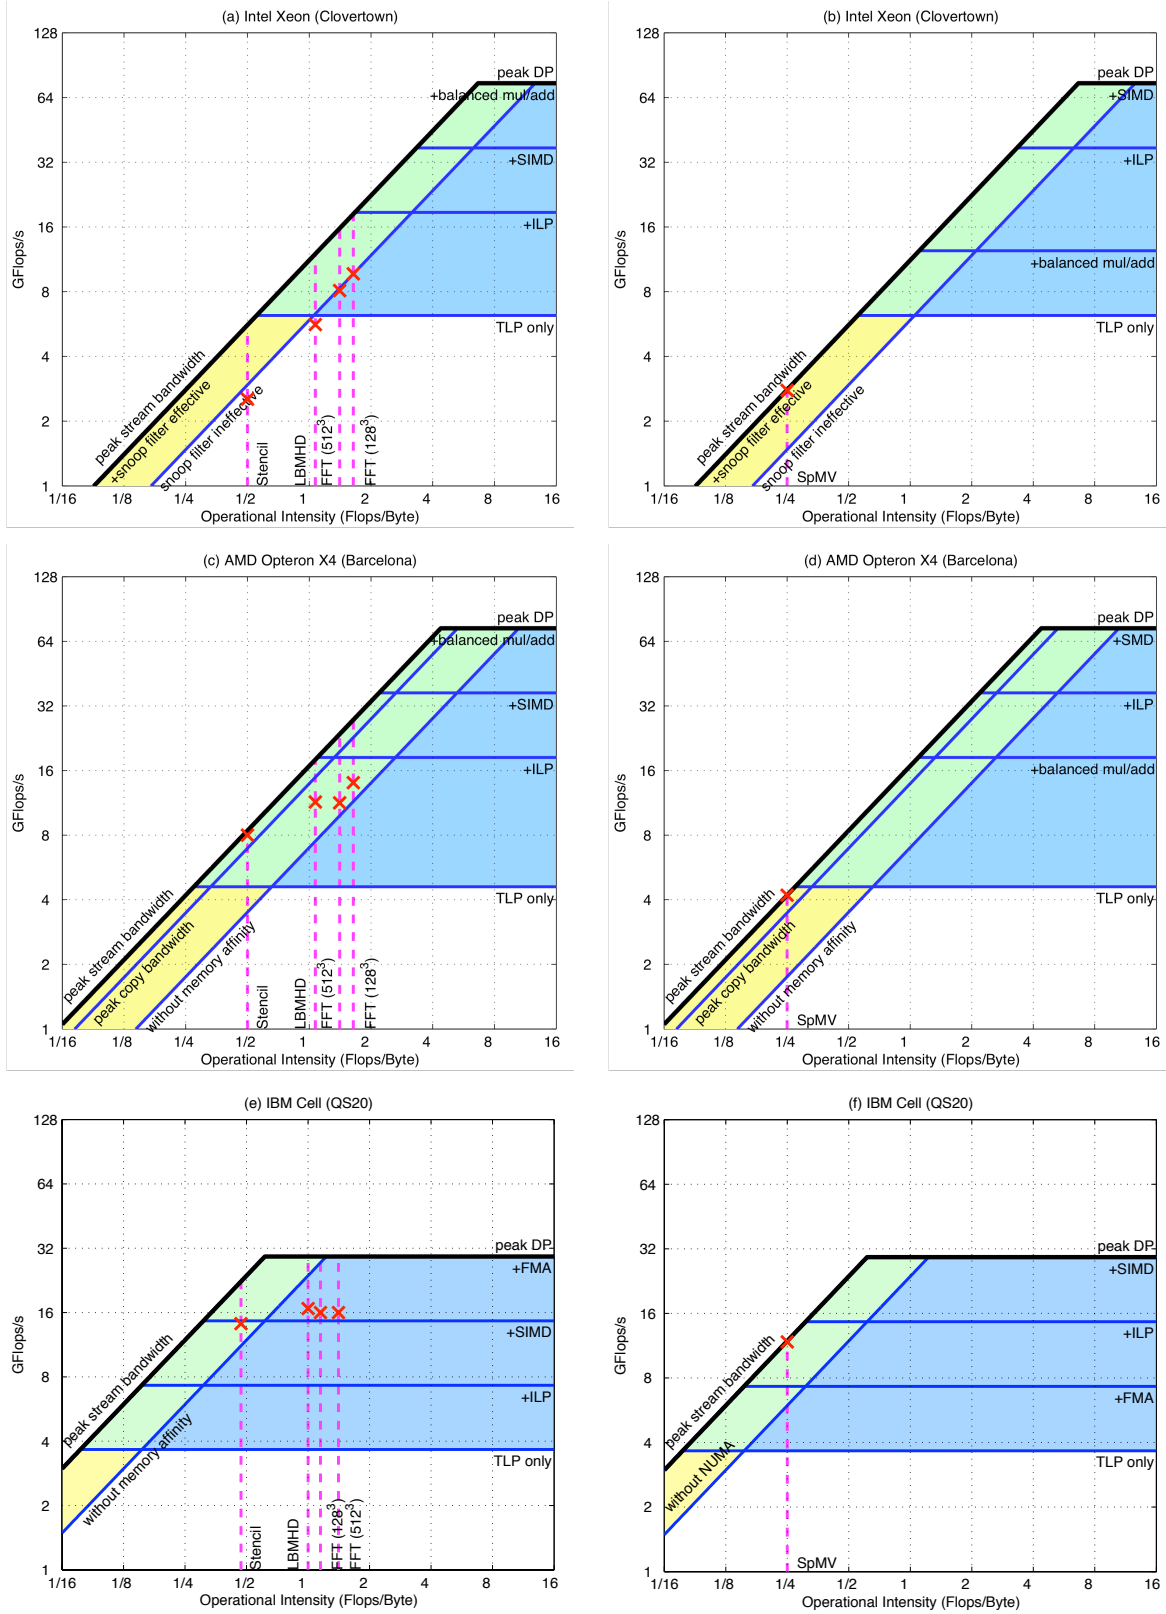 (a) Intel Xeon (Clovertown)
128
64
32
16
8
4
2
1
GFlops/s
peak DP
+balanced mul/add
+SIMD
+ILP
TLP only
peak stream bandwidth
+snoop filter effective
snoop filter ineffective
Stencil
LBMHD
FFT (512³)
FFT (128³)
1/16 1/8 1/4 1/2 1 2 4 8 16
Operational Intensity (Flops/Byte)
(b) Intel Xeon (Clovertown)
128
64
32
16
8
4
2
1
GFlops/s
peak DP
+SIMD
+ILP
+balanced mul/add
TLP only
peak stream bandwidth
+snoop filter effective
snoop filter ineffective
SpMV
1/16 1/8 1/4 1/2 1 2 4 8 16
Operational Intensity (Flops/Byte)
(c) AMD Opteron X4 (Barcelona)
128
64
32
16
8
4
2
1
GFlops/s
peak DP
+balanced mul/add
+SIMD
+ILP
TLP only
peak stream bandwidth
peak copy bandwidth
without memory affinity
Stencil
LBMHD
FFT (512³)
FFT (128³)
1/16 1/8 1/4 1/2 1 2 4 8 16
Operational Intensity (Flops/Byte)
(d) AMD Opteron X4 (Barcelona)
128
64
32
16
8
4
2
1
GFlops/s
peak DP
+SMD
+ILP
+balanced mul/add
TLP only
peak stream bandwidth
peak copy bandwidth
without memory affinity
SpMV
1/16 1/8 1/4 1/2 1 2 4 8 16
Operational Intensity (Flops/Byte)
(e) IBM Cell (QS20)
128
64
32
16
8
4
2
1
GFlops/s
peak DP
+FMA
+SIMD
+ILP
TLP only
peak stream bandwidth
without memory affinity
Stencil
LBMHD
FFT (128³)
FFT (512³)
1/16 1/8 1/4 1/2 1 2 4 8 16
Operational Intensity (Flops/Byte)
(f) IBM Cell (QS20)
128
64
32
16
8
4
2
1
GFlops/s
peak DP
+SIMD
+ILP
+FMA
TLP only
peak stream bandwidth
without NUMA
SpMV
1/16 1/8 1/4 1/2 1 2 4 8 16
Operational Intensity (Flops/Byte)